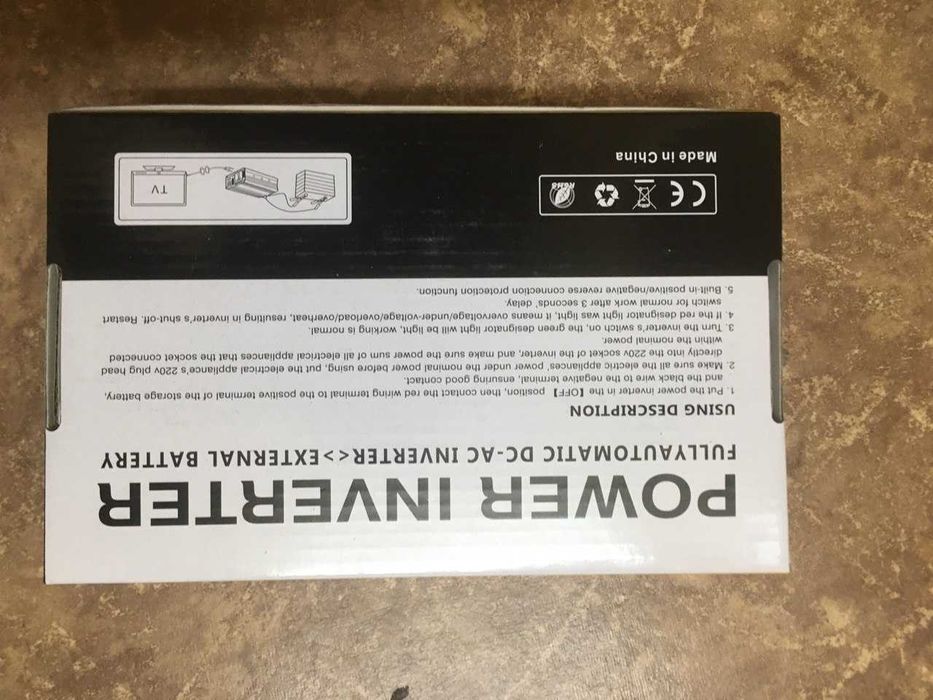 POWER INVERTER
FULLYAUTOMATIC DC-AC INVERTER<>EXTERNAL BATTERY
USING DESCRIPTION
1. Put the power inverter in the【OFF】position, then contact the red wiring terminal to the positive terminal of the storage battery,
and the black wire to the negative terminal, ensuring good contact.
2. Make sure all the electric appliances' power under the nominal power before using, put the electrical appliance's 220v plug head
directly into the 220v socket of the inverter, and make sure the power sum of all electrical appliances that the socket connected
within the nominal power.
3. Turn the inverter's switch on, the green designator light will be light, working is normal.
4. If the red designator light was light, it means overvoltage/under-voltage/overload/overheat, resulting in inverter's shut-off. Restart
switch for normal work after 3 seconds' delay.
5. Built-in positive/negative reverse connection protection function.
CE
RoHS
Made in China
TV